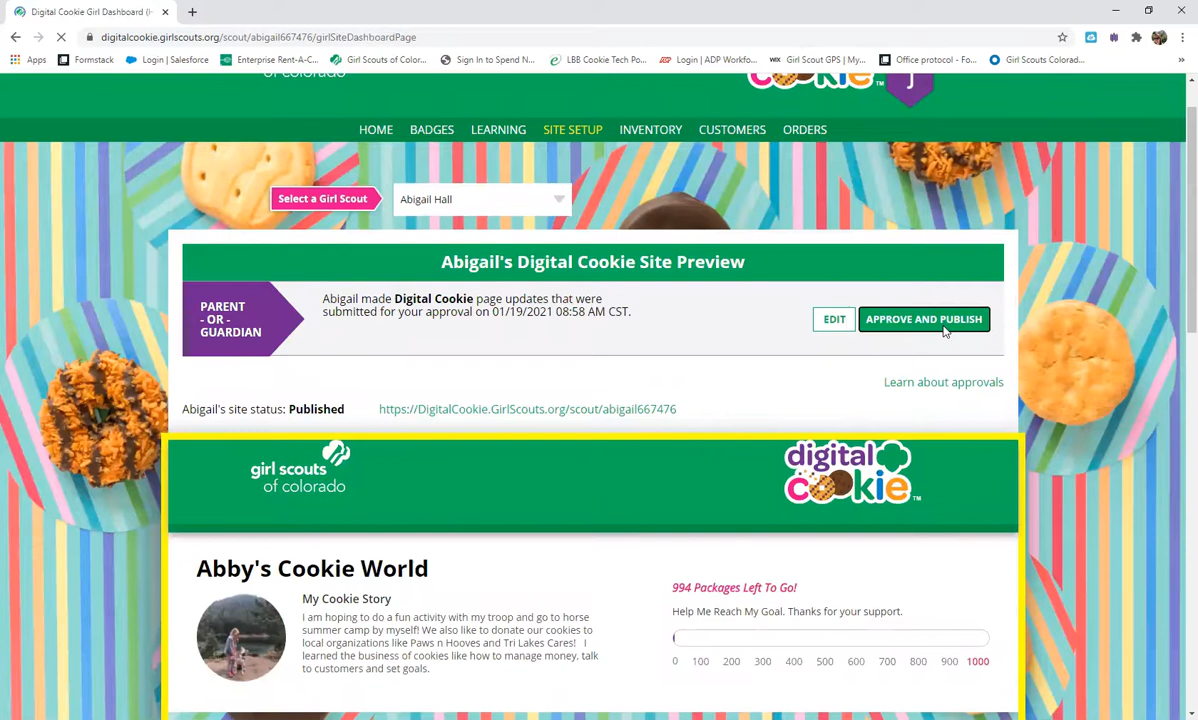 Digital Cookie Girl Dashboard (I
digitalcookie.girlscouts.org/scout/abigail667476/girlSiteDashboardPage
Apps Formstack Login | Salesforce Enterprise Rent-A-C... Girl Scouts of Color... Sign In to Spend N... LBB Cookie Tech Po... Login | ADP Workfo... WIX Girl Scout GPS | My... Office protocol - Fo... Girl Scouts Colorad... »
of Colorado
cookie TM J
HOME BADGES LEARNING SITE SETUP INVENTORY CUSTOMERS ORDERS
Select a Girl Scout Abigail Hall
Abigail's Digital Cookie Site Preview
PARENT
- OR -
GUARDIAN
Abigail made Digital Cookie page updates that were
submitted for your approval on 01/19/2021 08:58 AM CST.
EDIT APPROVE AND PUBLISH
Learn about approvals
Abigail's site status: Published https://DigitalCookie.GirlScouts.org/scout/abigail667476
girl scouts
of colorado
digital
cookie TM
Abby's Cookie World
My Cookie Story
I am hoping to do a fun activity with my troop and go to horse
summer camp by myself! We also like to donate our cookies to
local organizations like Paws n Hooves and Tri Lakes Cares! I
learned the business of cookies like how to manage money, talk
to customers and set goals.
994 Packages Left To Go!
Help Me Reach My Goal. Thanks for your support.
0 100 200 300 400 500 600 700 800 900 1000